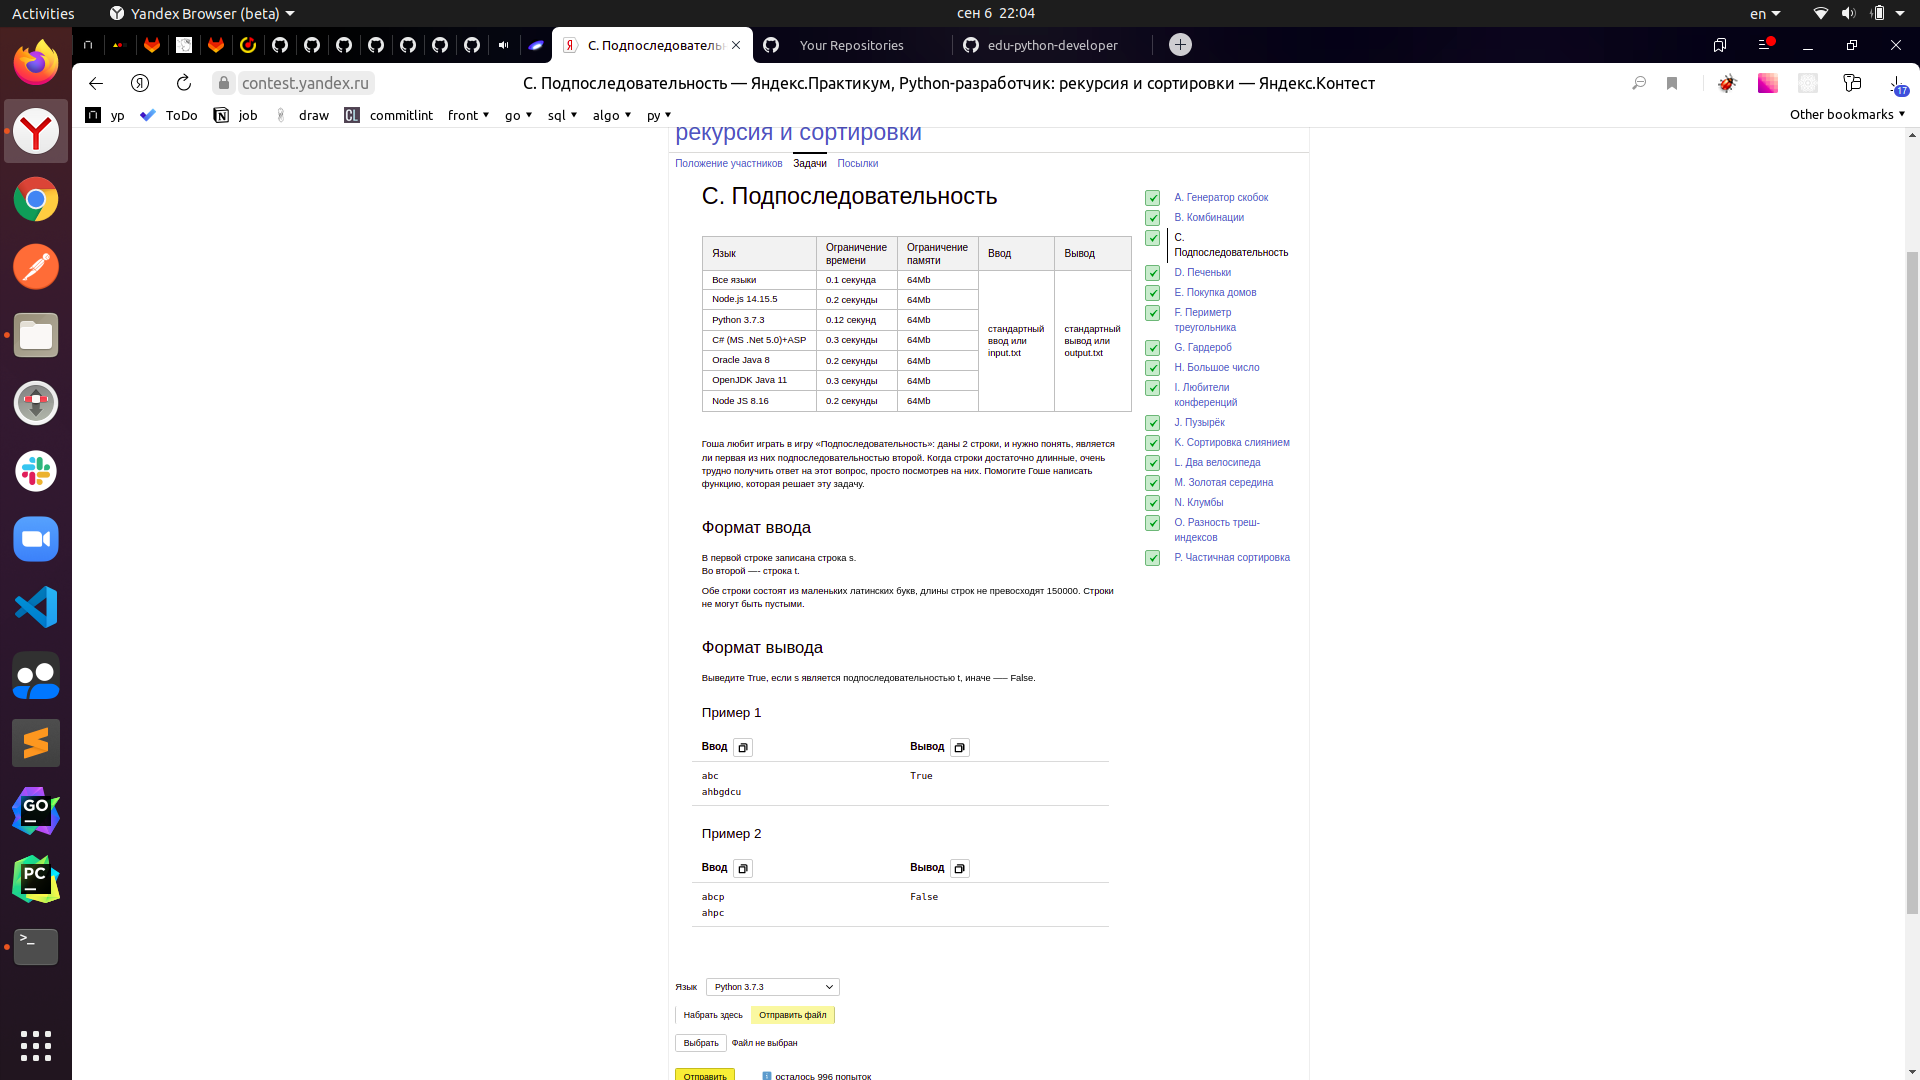 Activities
Yandex Browser (beta)
сен 6 22:04
en
С. Подпоследователь
Your Repositories
edu-python-developer
contest.yandex.ru
С. Подпоследовательность — Яндекс.Практикум, Python-разработчик: рекурсия и сортировки — Яндекс.Контест
17
yp
ToDo
job
draw
CL
commitlint
front
go
sql
algo
py
Other bookmarks
рекурсия и сортировки
Положение участников
Задачи
Посылки
С. Подпоследовательность
Язык
Ограничение времени
Ограничение памяти
Ввод
Вывод
Все языки 0.1 секунда 64Mb
Node.js 14.15.5 0.2 секунды 64Mb
Python 3.7.3 0.12 секунд 64Mb
C# (MS .Net 5.0)+ASP 0.3 секунды 64Mb
Oracle Java 8 0.2 секунды 64Mb
OpenJDK Java 11 0.3 секунды 64Mb
Node JS 8.16 0.2 секунды 64Mb
стандартный
ввод или
input.txt
стандартный
вывод или
output.txt
Гоша любит играть в игру «Подпоследовательность»: даны 2 строки, и нужно понять, является
ли первая из них подпоследовательностью второй. Когда строки достаточно длинные, очень
трудно получить ответ на этот вопрос, просто посмотрев на них. Помогите Гоше написать
функцию, которая решает эту задачу.
Формат ввода
В первой строке записана строка s.
Во второй —- строка t.
Обе строки состоят из маленьких латинских букв, длины строк не превосходят 150000. Строки
не могут быть пустыми.
Формат вывода
Выведите True, если s является подпоследовательностью t, иначе —– False.
Пример 1
Ввод
Вывод
abc
ahbgdcu
True
Пример 2
Ввод
Вывод
abcp
ahpc
False
Язык
Python 3.7.3
Набрать здесь
Отправить файл
Выбрать
Файл не выбран
Отправить
осталось 996 попыток
A. Генератор скобок
B. Комбинации
C.
Подпоследовательность
D. Печеньки
E. Покупка домов
F. Периметр
треугольника
G. Гардероб
H. Большое число
I. Любители
конференций
J. Пузырёк
K. Сортировка слиянием
L. Два велосипеда
M. Золотая середина
N. Клумбы
O. Разность треш-
индексов
P. Частичная сортировка
GO
PC